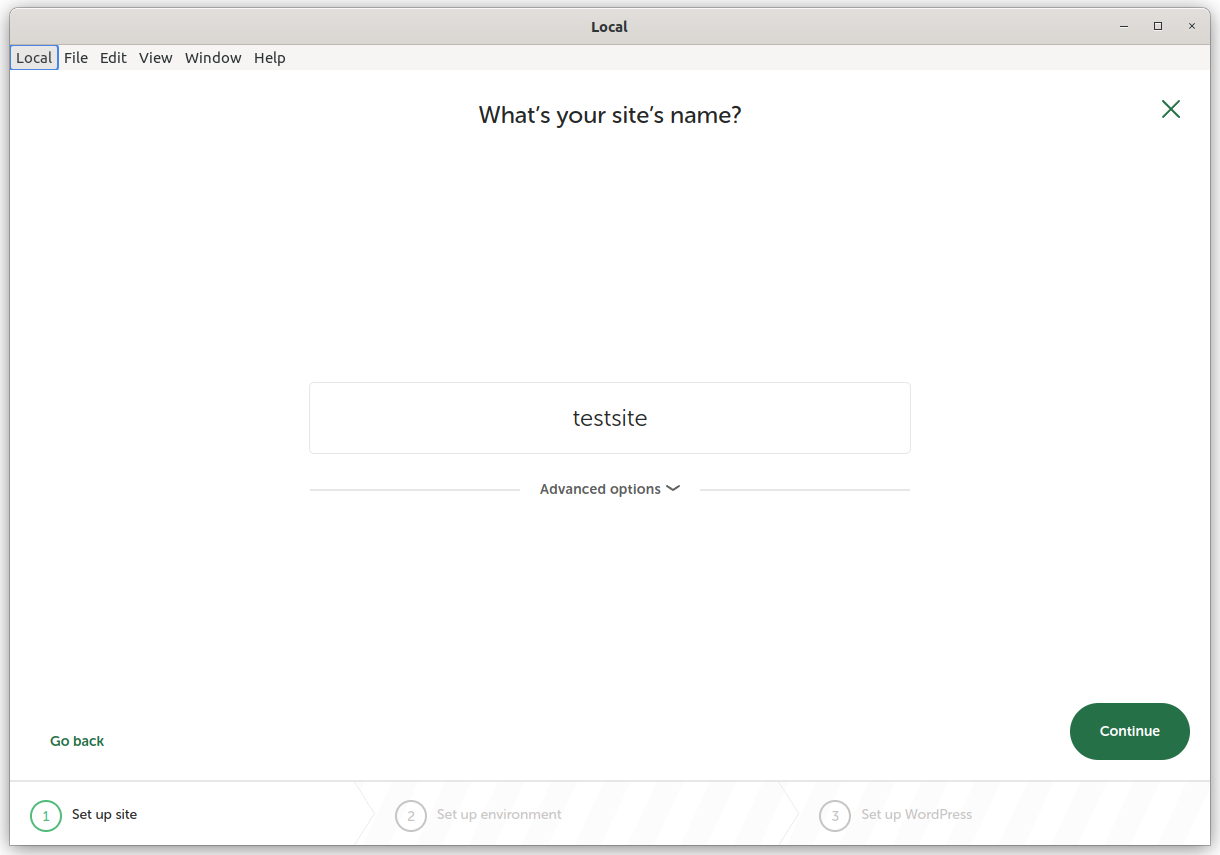 Local
Local File Edit View Window Help
What’s your site’s name?
testsite
Advanced options
Go back
Continue
1 Set up site
2 Set up environment
3 Set up WordPress